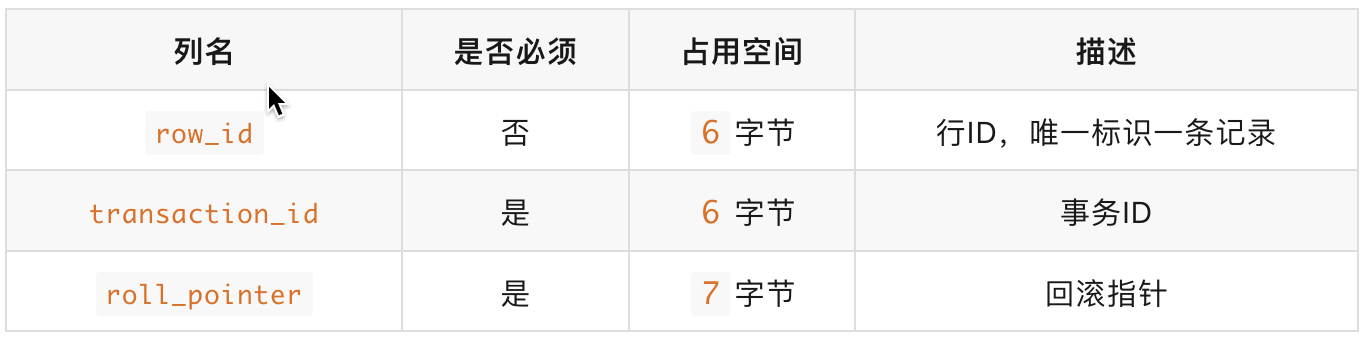 列名 是否必须 占用空间 描述
row_id 否 6 字节 行ID，唯一标识一条记录
transaction_id 是 6 字节 事务ID
roll_pointer 是 7 字节 回滚指针